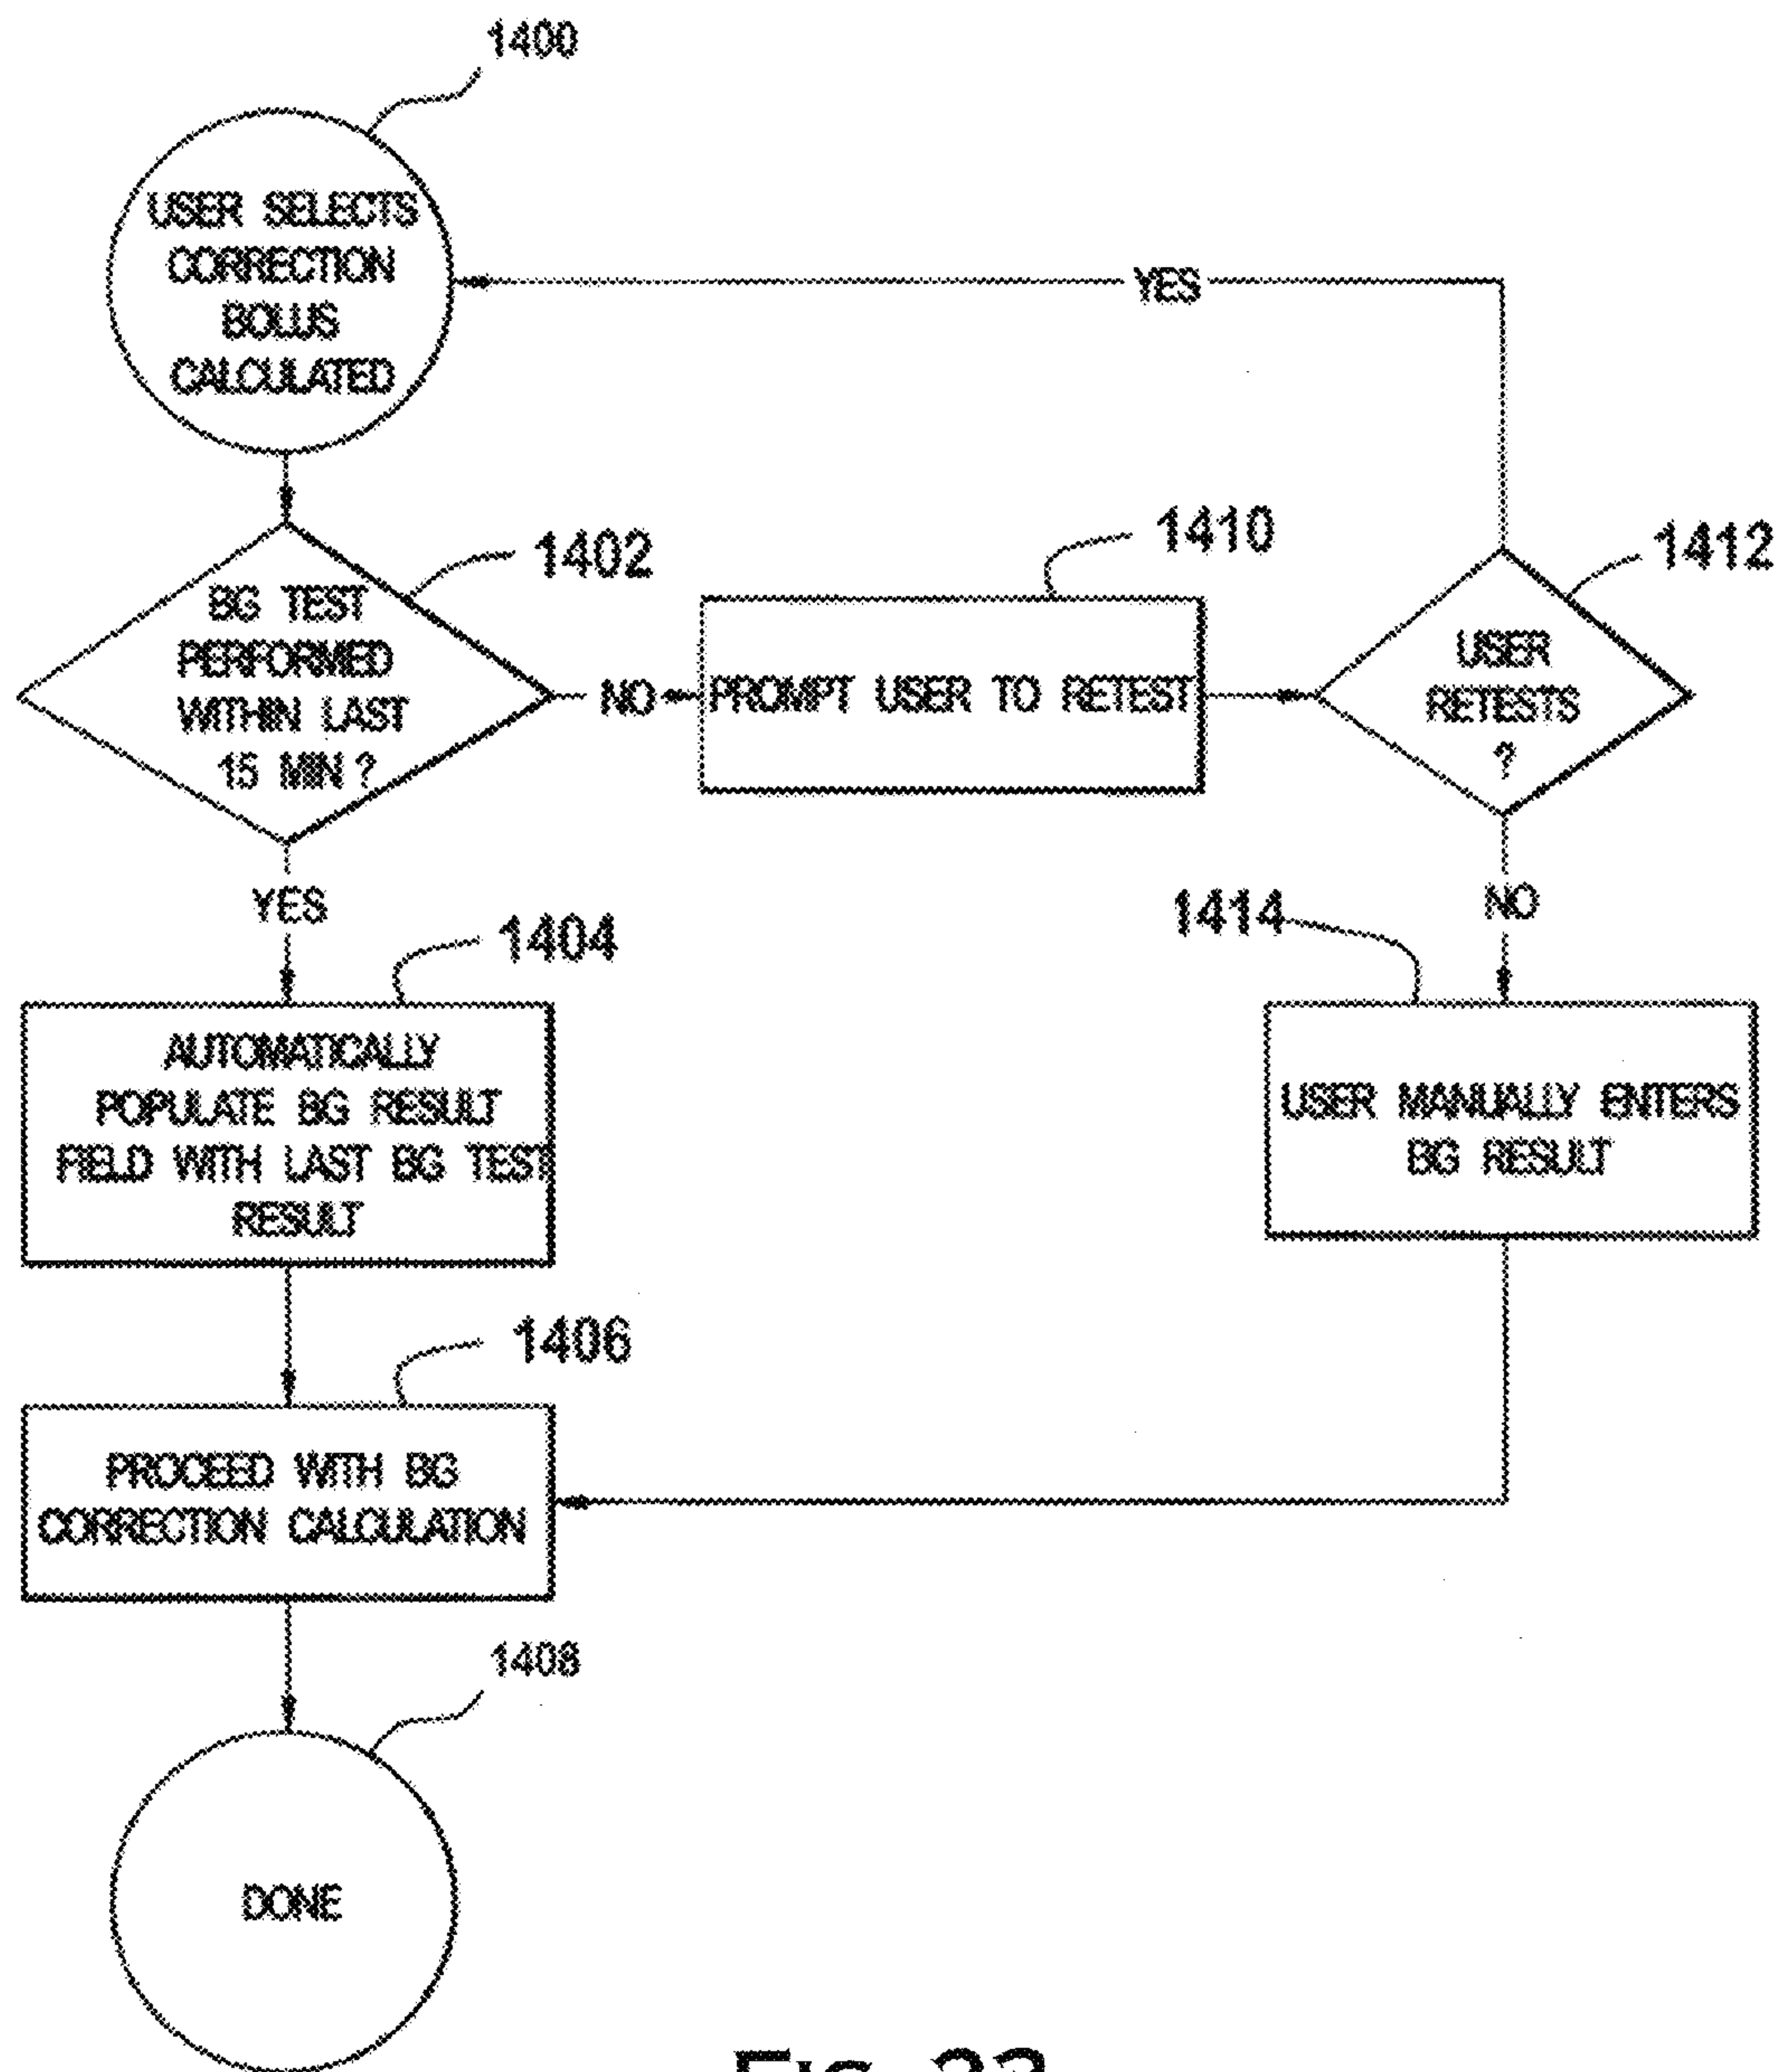 1400
USER SELECTS
CORRECTION
BOLUS
CALCULATED
YES
1402
BG TEST
PERFORMED
WITHIN LAST
15 MIN ?
NO
1410
PROMPT USER TO RETEST
1412
USER
RETESTS
?
YES
1404
AUTOMATICALLY
POPULATE BG RESULT
FIELD WITH LAST BG TEST
RESULT
NO
1414
USER MANUALLY ENTERS
BG RESULT
1406
PROCEED WITH BG
CORRECTION CALCULATION
1408
DONE